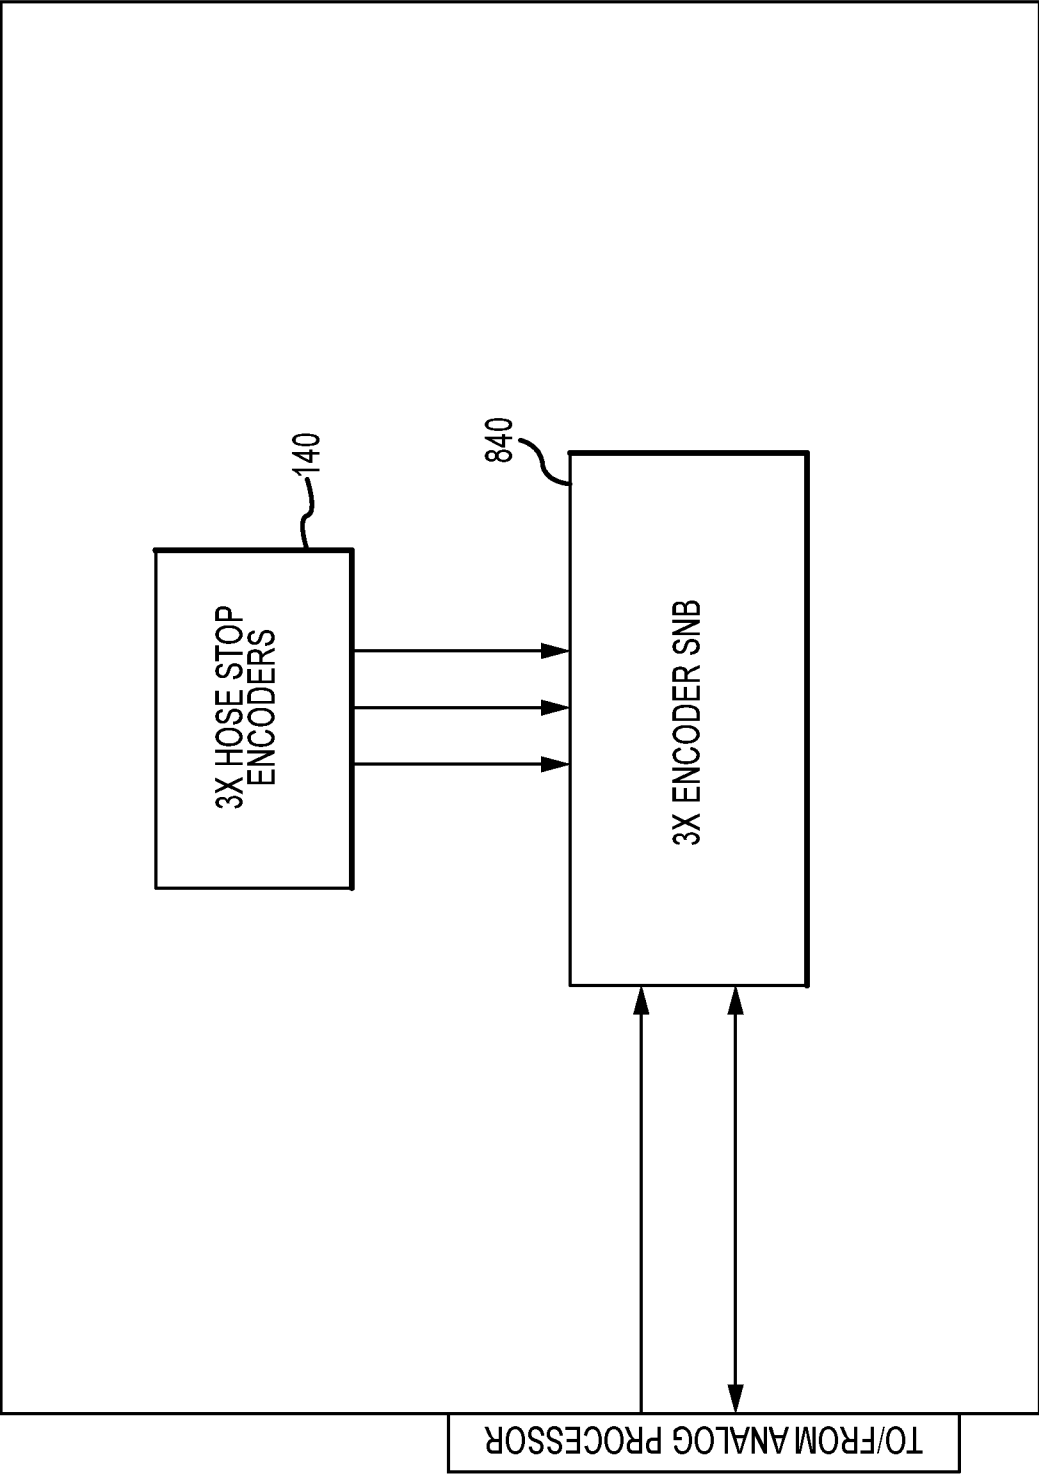 3X HOSE STOP
ENCODERS
140
840
3X ENCODER SNB
TO/FROM ANALOG PROCESSOR